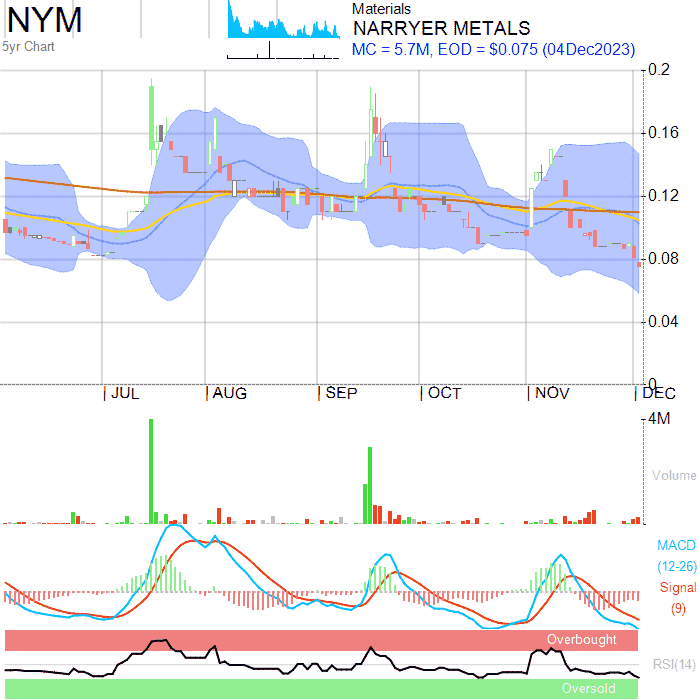 NYM
5yr Chart
Materials
NARRYER METALS
MC = 5.7M, EOD = $0.075 (04Dec2023)
0.2
0.16
0.12
0.08
0.04
0
JUL AUG SEP OCT NOV DEC
4M
Volume
MACD
(12-26)
Signal
(9)
Overbought
RSI(14)
Oversold